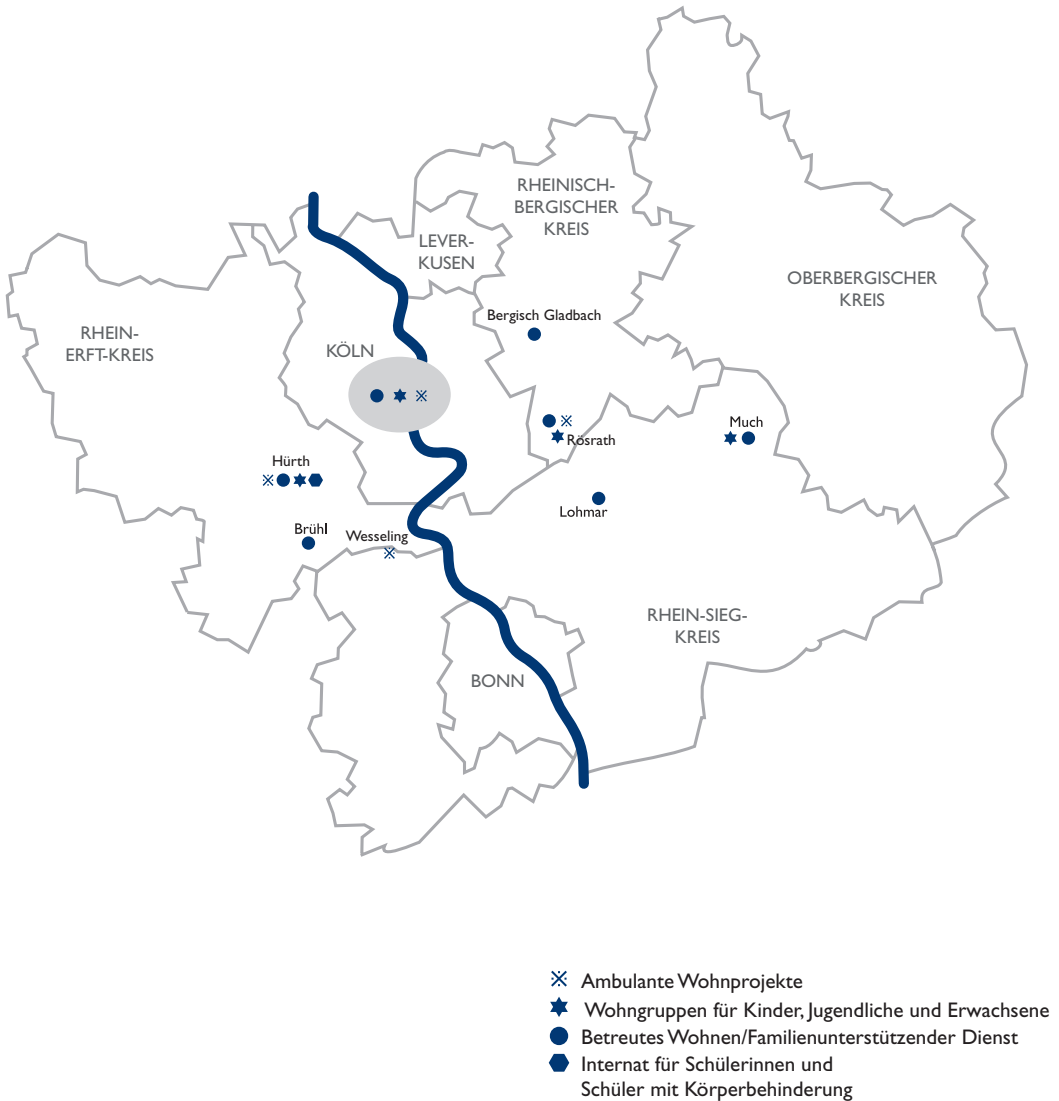 RHEINISCH-
BERGISCHER
KREIS
LEVER-
KUSEN
OBERBERGISCHER
KREIS
Bergisch Gladbach
RHEIN-
ERFT-KREIS
KÖLN
Much
Rösrath
Hürth
Lohmar
Brühl
Wesseling
RHEIN-SIEG-
KREIS
BONN
Ambulante Wohnprojekte
Wohngruppen für Kinder, Jugendliche und Erwachsene
Betreutes Wohnen/Familienunterstützender Dienst
Internat für Schülerinnen und
Schüler mit Körperbehinderung